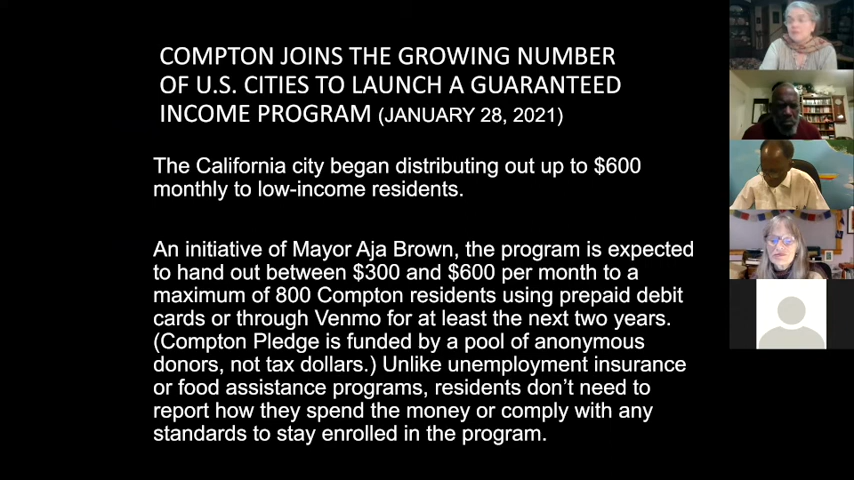 COMPTON JOINS THE GROWING NUMBER
OF U.S. CITIES TO LAUNCH A GUARANTEED
INCOME PROGRAM (JANUARY 28, 2021)
The California city began distributing out up to $600
monthly to low-income residents.
An initiative of Mayor Aja Brown, the program is expected
to hand out between $300 and $600 per month to a
maximum of 800 Compton residents using prepaid debit
cards or through Venmo for at least the next two years.
(Compton Pledge is funded by a pool of anonymous
donors, not tax dollars.) Unlike unemployment insurance
or food assistance programs, residents don't need to
report how they spend the money or comply with any
standards to stay enrolled in the program.